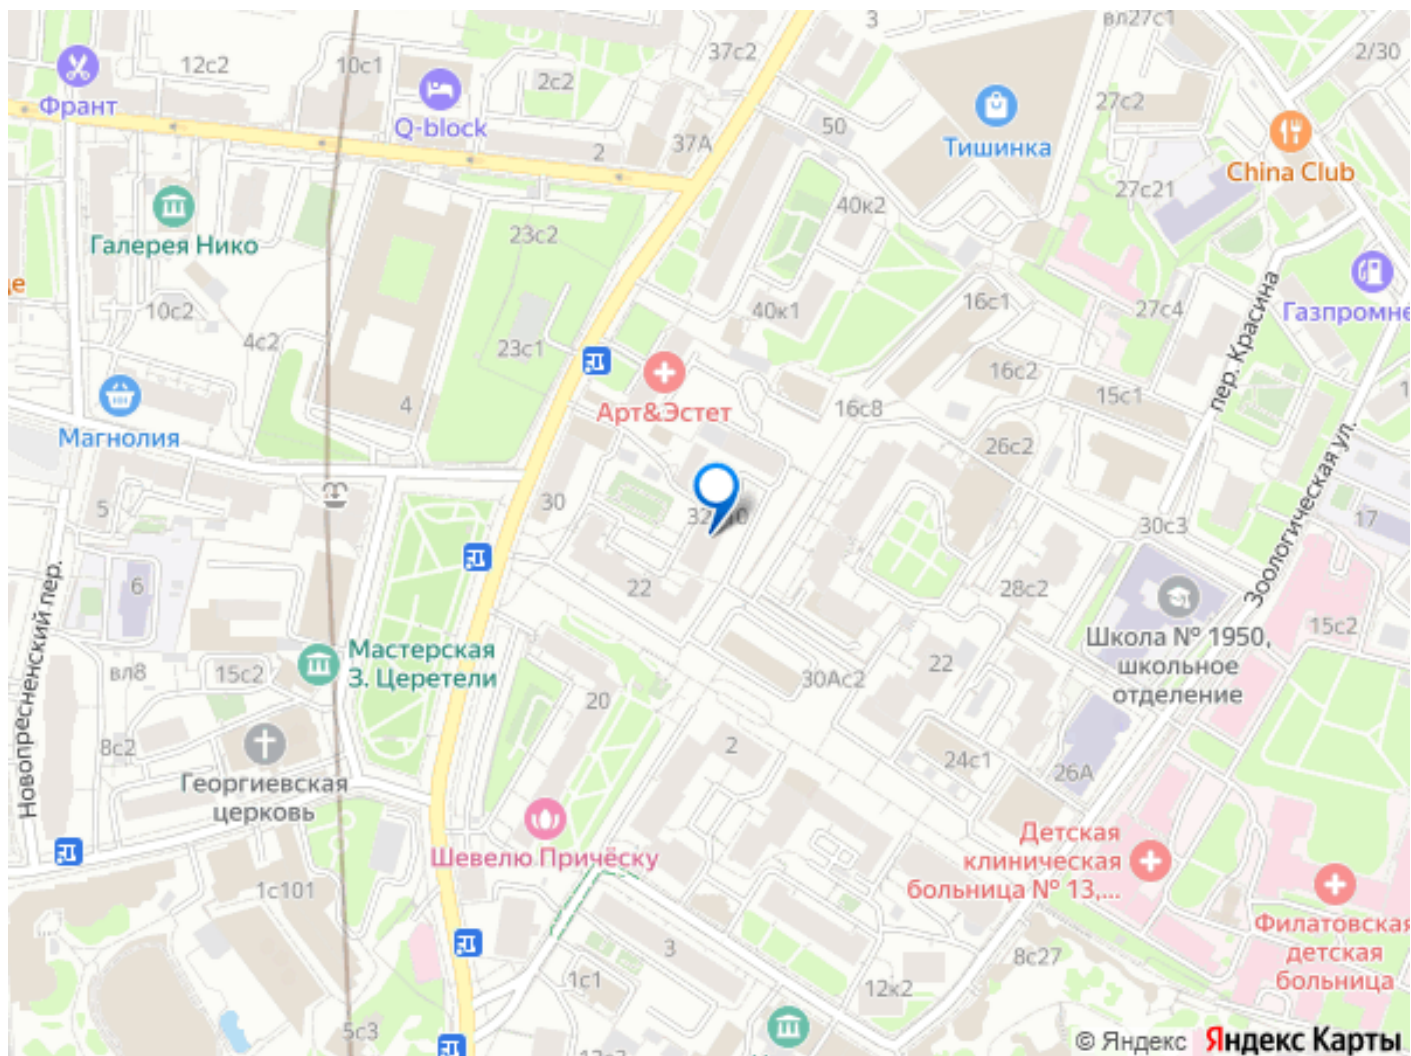 3
вл27с1
37с2
2/30
12с2
10с1
2с2
Франт
Q-block
27с2
Тишинка
50
China Club
37А
2
27с21
40к2
Галерея Нико
23с2
16с1
пер. Красина
27с4
Газпромне
10с2
40к1
4с2
23с1
16с2
15с1
4
Арт&Эстет
16с8
Магнолия
26с2
Зоологическая ул.
5
30
17
30с3
6
22
28с2
Новопресненский пер.
Школа № 1950,
школьное
отделение
15с2
Мастерская
З. Церетели
вл8
15с2
22
30Ас2
20
8с2
2
24с1
26А
Георгиевская
церковь
Шевелю Причёску
Детская
клиническая
больница № 13,...
1с101
Филатовская
детская
больница
3
8с27
1с1
12к2
5с3
© Яндекс
Яндекс Карты